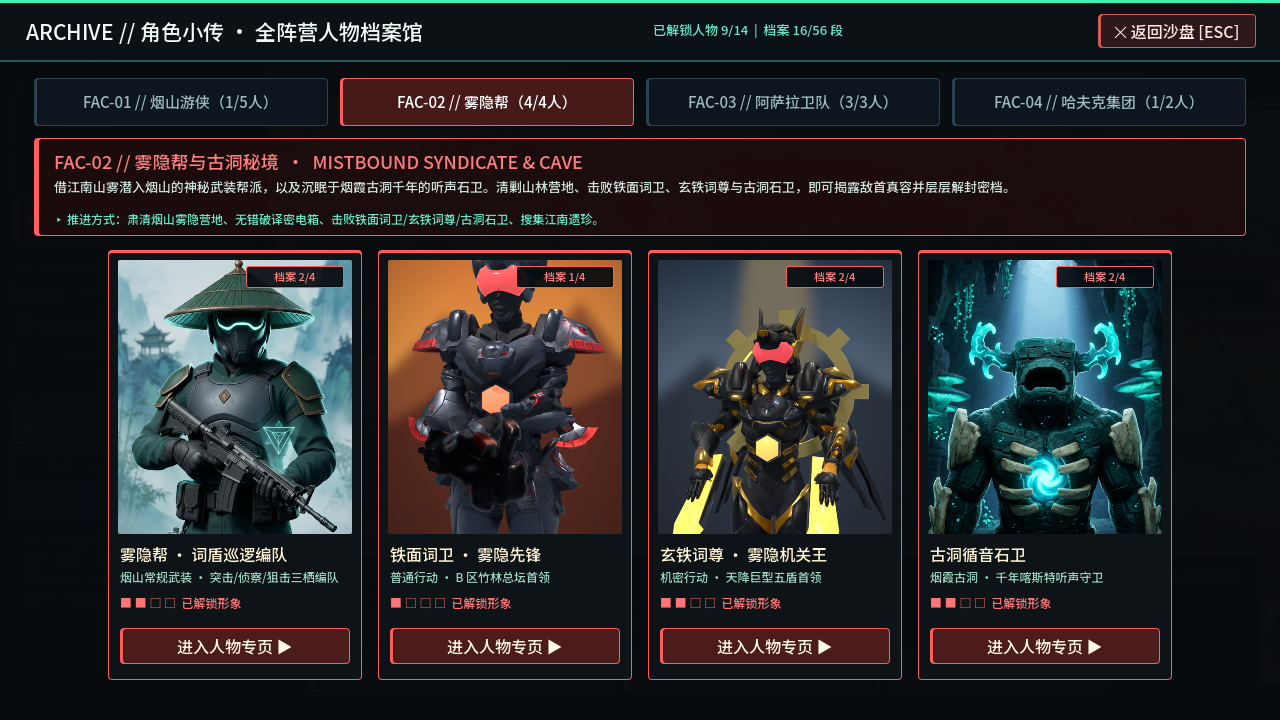 ARCHIVE // 角色小传 · 全阵营人物档案馆
已解锁人物 9/14 | 档案 16/56 段
× 返回沙盘 [ESC]
FAC-01 // 烟山游侠（1/5人）
FAC-02 // 雾隐帮（4/4人）
FAC-03 // 阿萨拉卫队（3/3人）
FAC-04 // 哈夫克集团（1/2人）
FAC-02 // 雾隐帮与古洞秘境 · MISTBOUND SYNDICATE & CAVE
借江南山雾潜入烟山的神秘武装帮派，以及沉眠于烟霞古洞千年的听声石卫。清剿山林营地、击败铁面词卫、玄铁词尊与古洞石卫，即可揭露敌首真容并层层解封密档。
▸ 推进方式：肃清烟山雾隐营地、无错破译密电箱、击败铁面词卫/玄铁词尊/古洞石卫、搜集江南遗珍。
档案 2/4
雾隐帮 · 词盾巡逻编队
烟山常规武装 · 突击/侦察/狙击三栖编队
■ ■ □ □ 已解锁形象
进入人物专页 ▶
档案 1/4
铁面词卫 · 雾隐先锋
普通行动 · B 区竹林总坛首领
■ □ □ □ 已解锁形象
进入人物专页 ▶
档案 2/4
玄铁词尊 · 雾隐机关王
机密行动 · 天降巨型五盾首领
■ ■ □ □ 已解锁形象
进入人物专页 ▶
档案 2/4
古洞循音石卫
烟霞古洞 · 千年喀斯特听声守卫
■ ■ □ □ 已解锁形象
进入人物专页 ▶